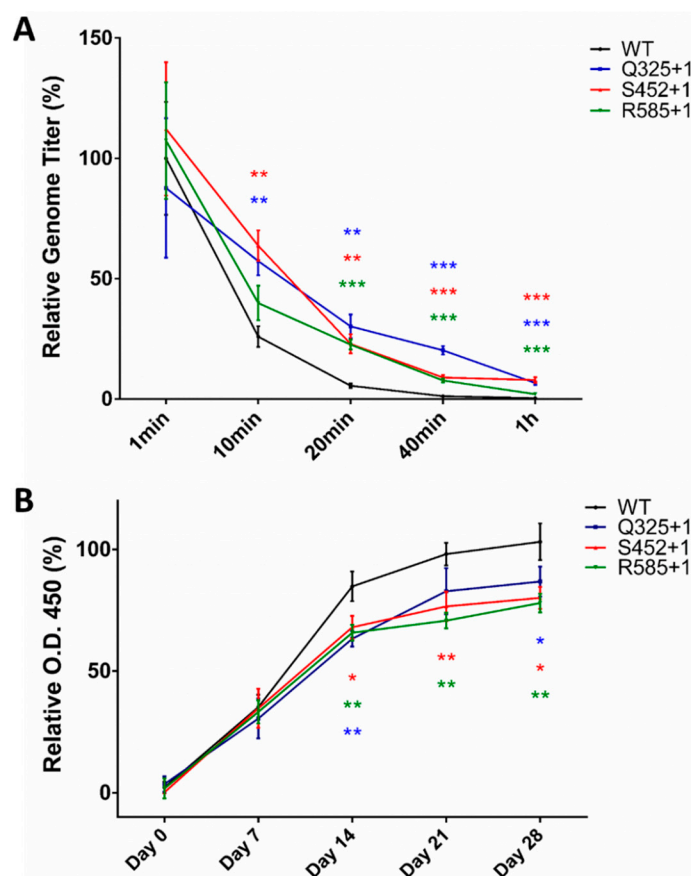 A
Relative Genome Titer (%)
150
100
50
0
WT
Q325+1
S452+1
R585+1
**
**
**
**
***
***
***
***
***
***
***
1min
10min
20min
40min
1h
B
Relative O.D. 450 (%)
100
50
0
WT
Q325+1
S452+1
R585+1
*
**
**
**
**
*
*
**
Day 0
Day 7
Day 14
Day 21
Day 28